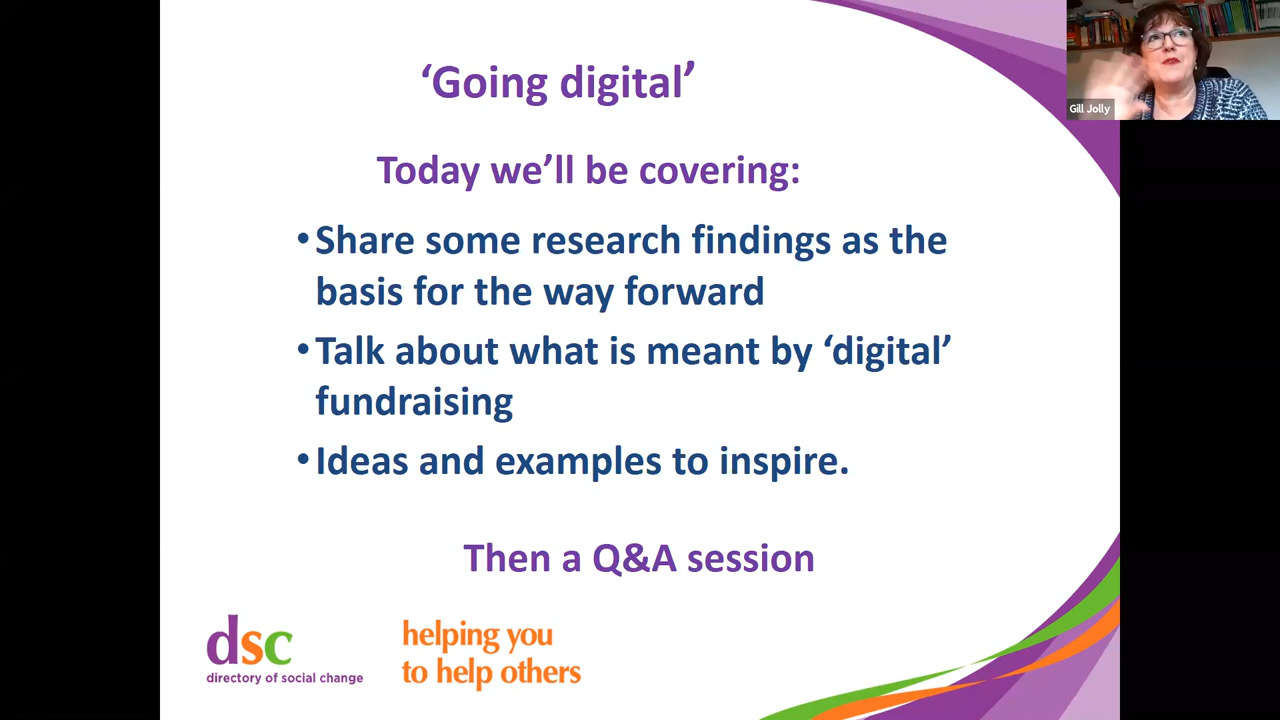 ‘Going digital’
Gill Jolly
Today we’ll be covering:
•Share some research findings as the
basis for the way forward
•Talk about what is meant by ‘digital’
fundraising
•Ideas and examples to inspire.
Then a Q&A session
dsc
directory of social change
helping you
to help others